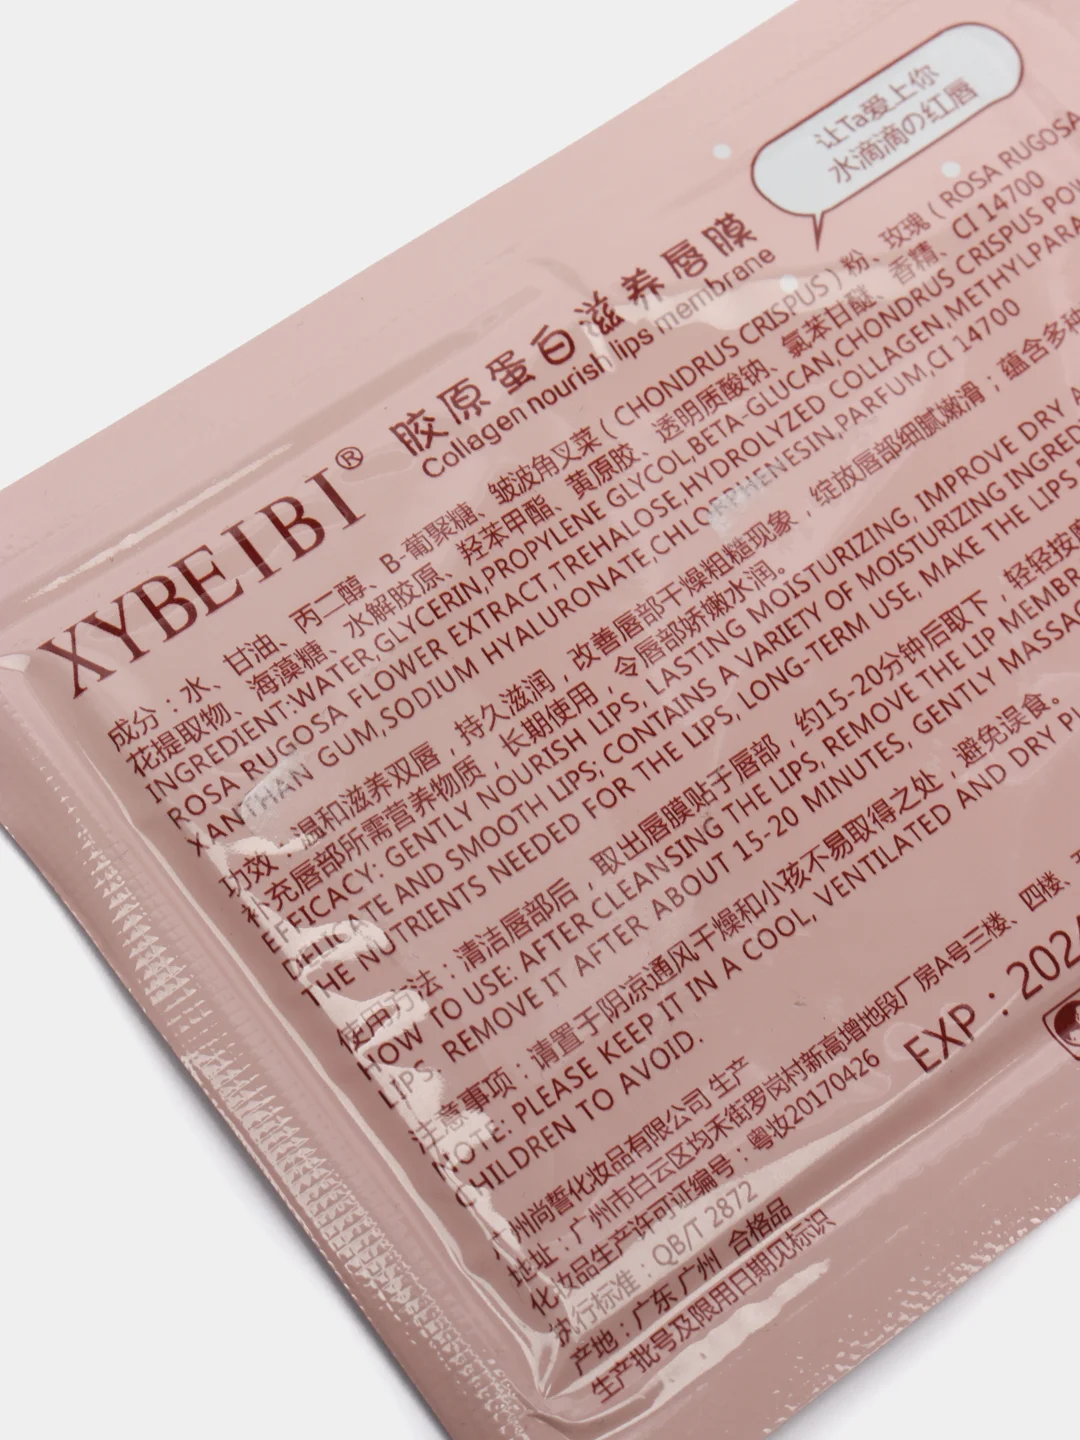 让Ta爱上你
水滴滴の红唇
XYBEIBI®
胶原蛋白滋养唇膜
Collagen nourish lips membrane
成分：水、甘油、丙二醇、B-葡聚糖、皱波角叉菜（CHONDRUS CRISPUS）粉、玫瑰（ROSA RUGOSA
花提取物、海藻糖、水解胶原、羟苯甲酯、黄原胶、透明质酸钠、氯苯甘醚、香精、CI 14700
INGREDIENT:WATER,GLYCERIN,PROPYLENE GLYCOL,BETA-GLUCAN,CHONDRUS CRISPUS
ROSA RUGOSA FLOWER EXTRACT,TREHALOSE,HYDROLYZED COLLAGEN,METHYLPARA
XANTHAN GUM,SODIUM HYALURONATE,CHLORPHENESIN,PARFUM,CI 14700
功效：温和滋养双唇，持久滋润，改善唇部干燥粗糙现象，绽放唇部细腻嫩滑；蕴含多种
补充唇部所需营养物质，长期使用，令唇部娇嫩水润。
EFFICACY: GENTLY NOURISH LIPS, LASTING MOISTURIZING, IMPROVE DRY
DELICATE AND SMOOTH LIPS; CONTAINS A VARIETY OF MOISTURIZING
THE NUTRIENTS NEEDED FOR THE LIPS, LONG-TERM USE, MAKE THE LIPS
使用方法：清洁唇部后，取出唇膜贴于唇部，约15-20分钟后取下，轻轻按摩
HOW TO USE: AFTER CLEANSING THE LIPS, REMOVE THE LIP
LIPS. REMOVE IT AFTER ABOUT 15-20 MINUTES, GENTLY
注意事项：请置于阴凉通风干燥和小孩不易取得之处，避免误食。
NOTE: PLEASE KEEP IT IN A COOL, VENTILATED AND DRY
CHILDREN TO AVOID.
广州尚誓化妆品有限公司 生产
地址：广州市白云区均禾街罗岗村新高增地段厂房A号三楼、四楼、
化妆品生产许可证编号：粤妆20170426
执行标准：QB/T 2872
产地：广东 广州 合格品
生产批号及限用日期见标识
EXP：202